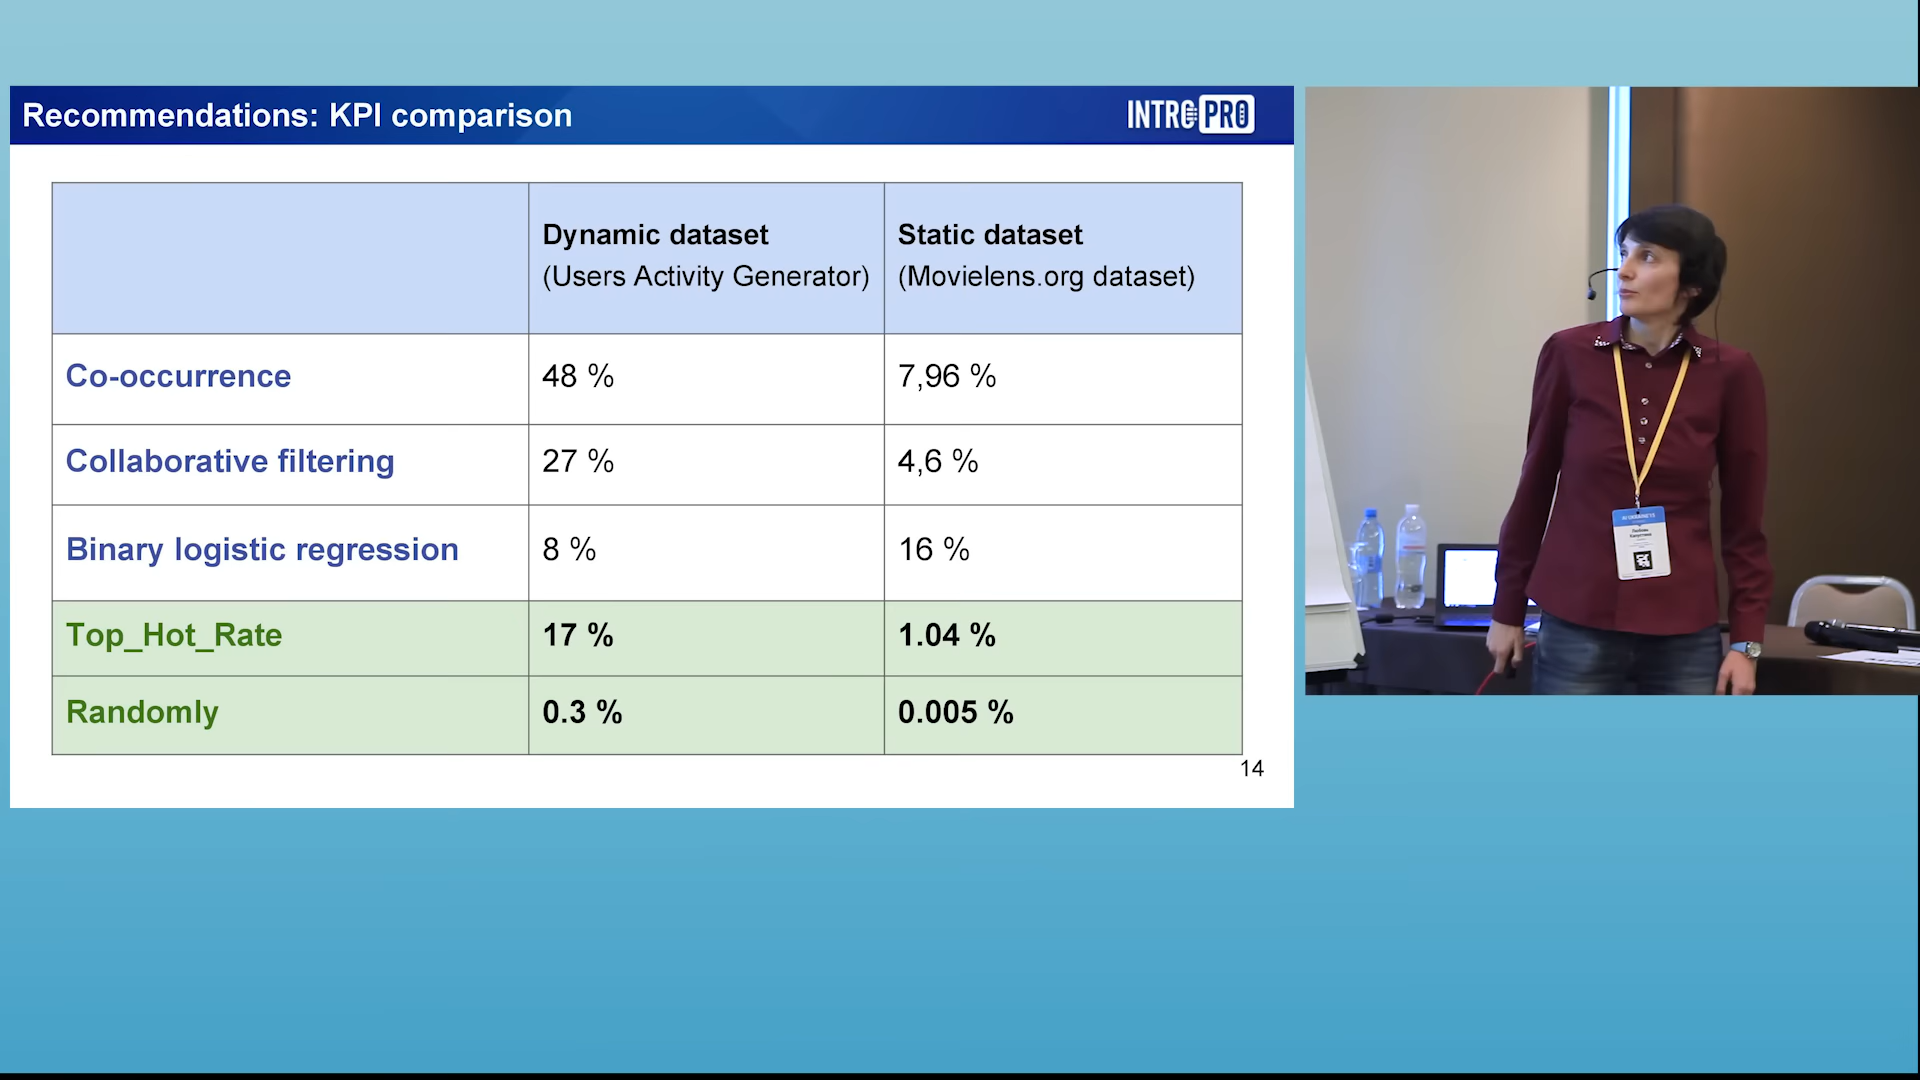 Recommendations: KPI comparison
INTRO PRO
Dynamic dataset
(Users Activity Generator)
Static dataset
(Movielens.org dataset)
Co-occurrence
48 %
7,96 %
Collaborative filtering
27 %
4,6 %
Binary logistic regression
8 %
16 %
Top_Hot_Rate
17 %
1.04 %
Randomly
0.3 %
0.005 %
14